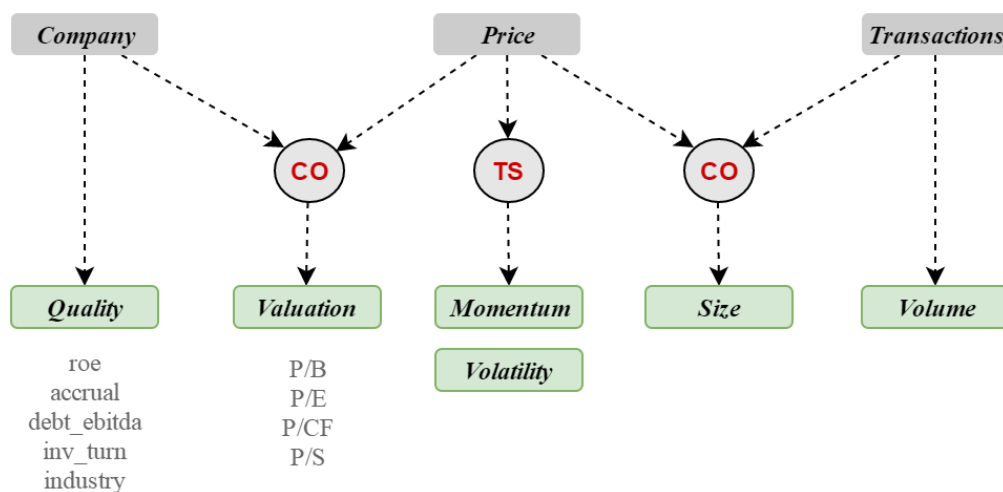 Company
Price
Transactions
CO
TS
CO
Quality
Valuation
Momentum
Size
Volume
Volatility
roe
accrual
debt_ebitda
inv_turn
industry
P/B
P/E
P/CF
P/S